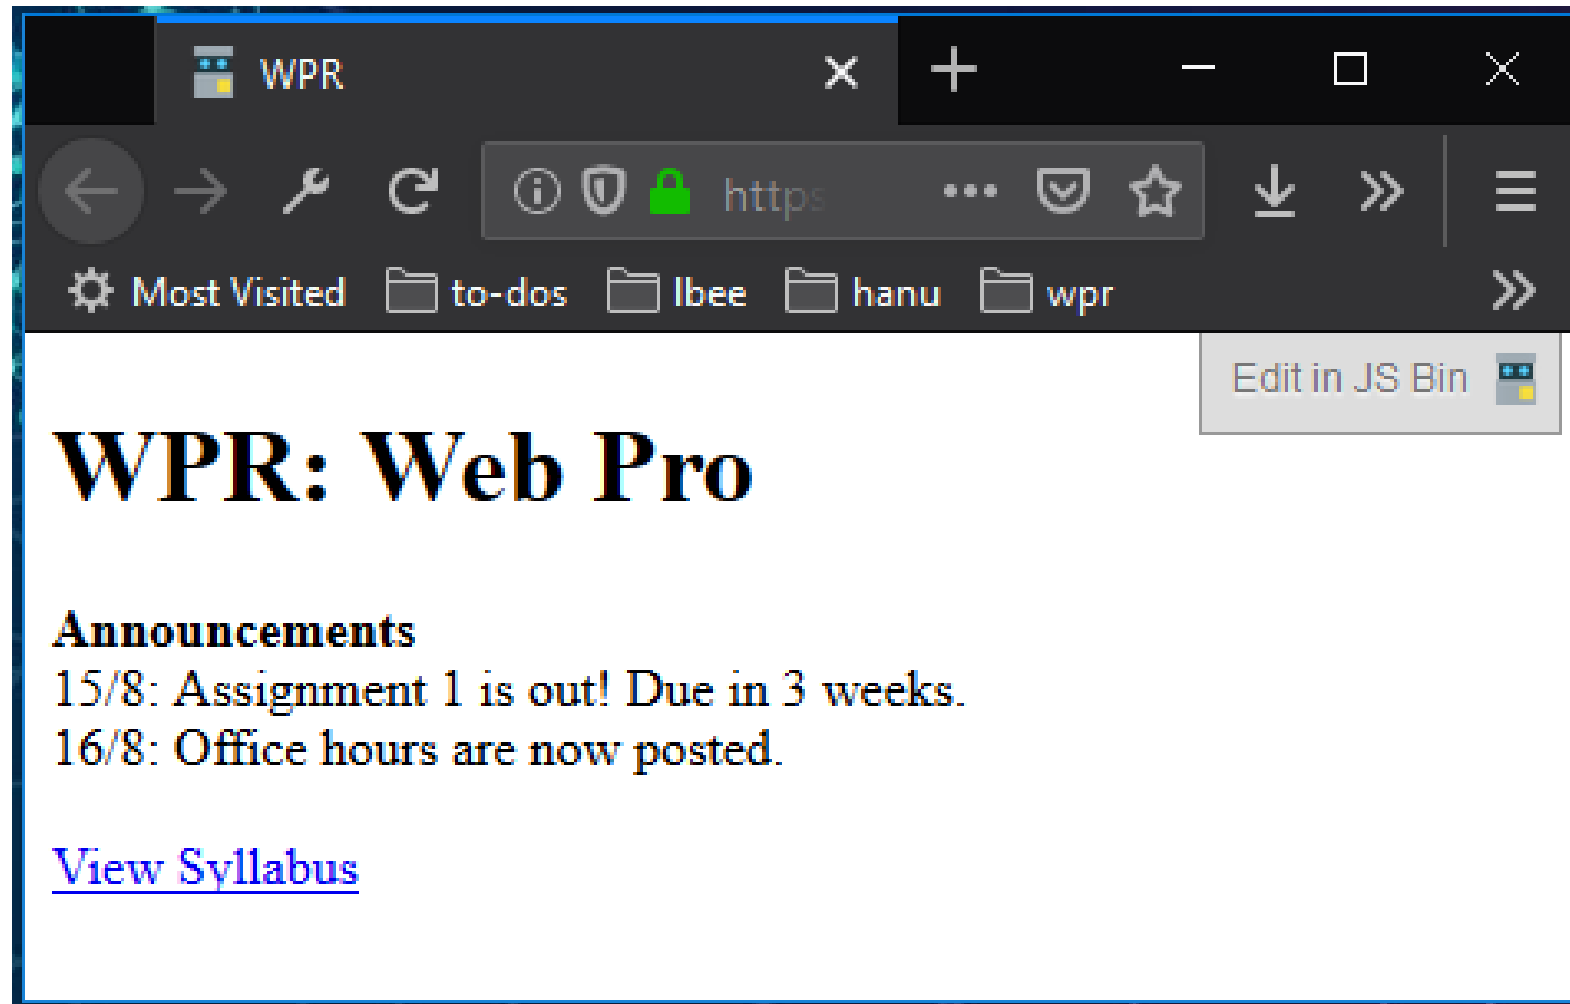 WPR
https
Most Visited to-dos lbee hanu wpr
Edit in JS Bin
WPR: Web Pro
Announcements
15/8: Assignment 1 is out! Due in 3 weeks.
16/8: Office hours are now posted.
View Syllabus